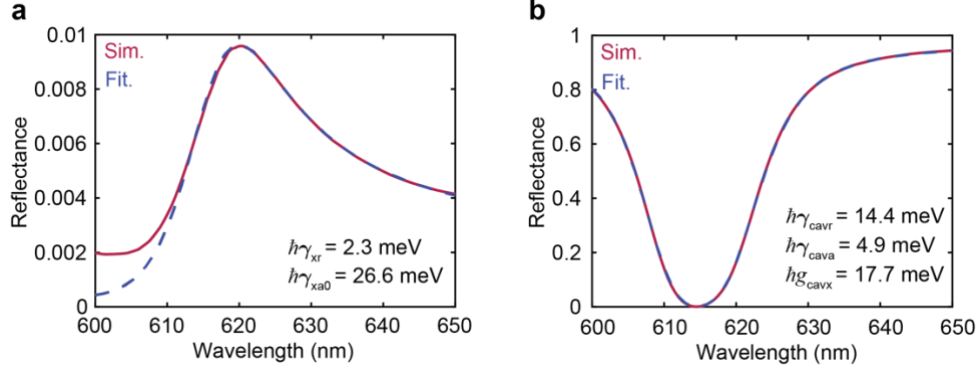 a
Reflectance
0.01
0.008
0.006
0.004
0.002
0
Sim.
Fit.
ħγxr = 2.3 meV
ħγxa0 = 26.6 meV
600 610 620 630 640 650
Wavelength (nm)
b
Reflectance
1
0.8
0.6
0.4
0.2
0
Sim.
Fit.
ħγcavr = 14.4 meV
ħγcava = 4.9 meV
ħgcavx = 17.7 meV
600 610 620 630 640 650
Wavelength (nm)